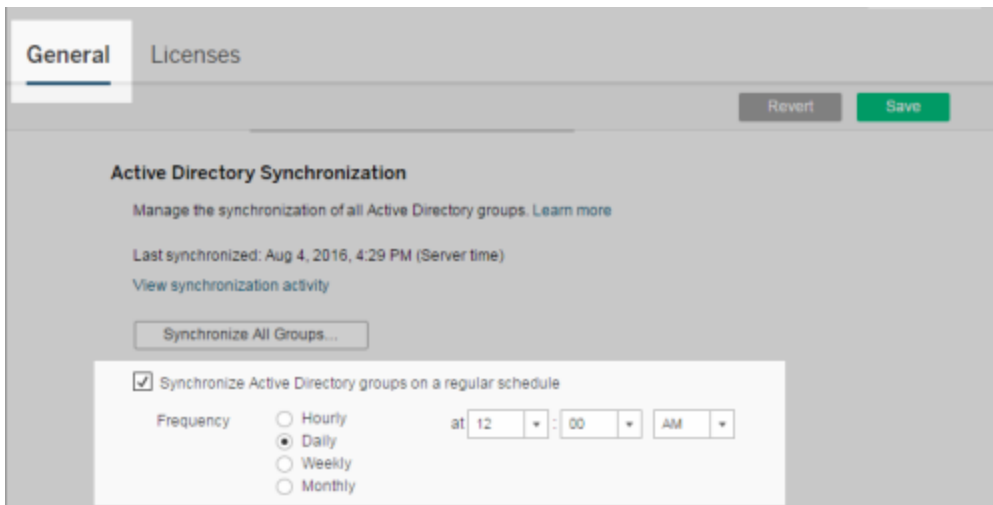 General Licenses
Revert Save
Active Directory Synchronization
Manage the synchronization of all Active Directory groups. Learn more
Last synchronized: Aug 4, 2016, 4:29 PM (Server time)
View synchronization activity
Synchronize All Groups...
Synchronize Active Directory groups on a regular schedule
Frequency Hourly at 12 : 00 AM
Daily
Weekly
Monthly